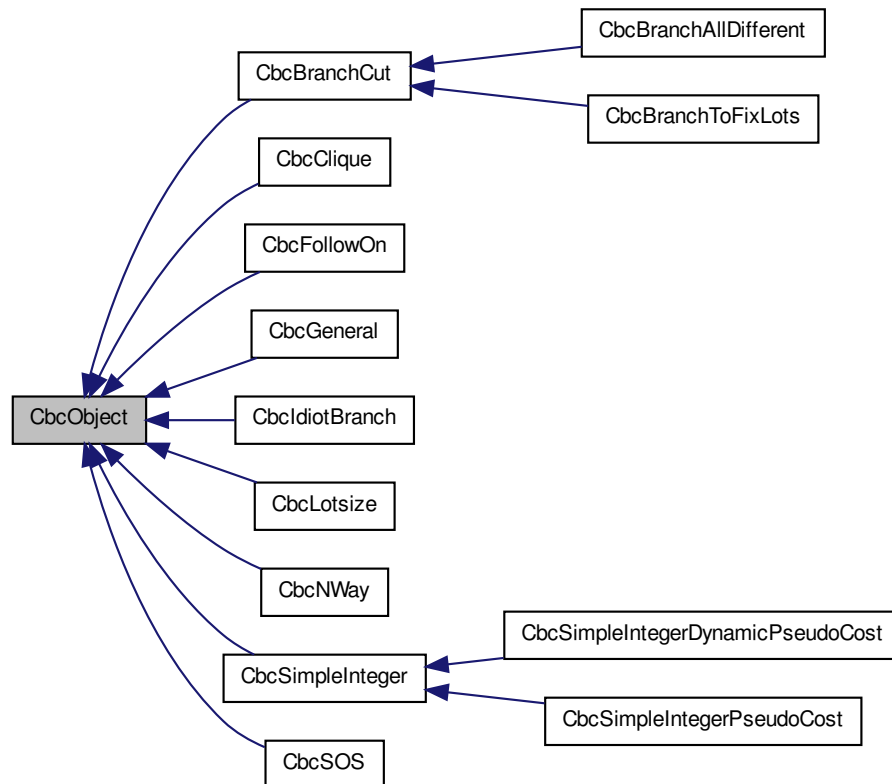 CbcBranchAllDifferent
CbcBranchCut
CbcBranchToFixLots
CbcClique
CbcFollowOn
CbcGeneral
CbcObject
CbcIdiotBranch
CbcLotsize
CbcNWay
CbcSimpleIntegerDynamicPseudoCost
CbcSimpleInteger
CbcSimpleIntegerPseudoCost
CbcSOS